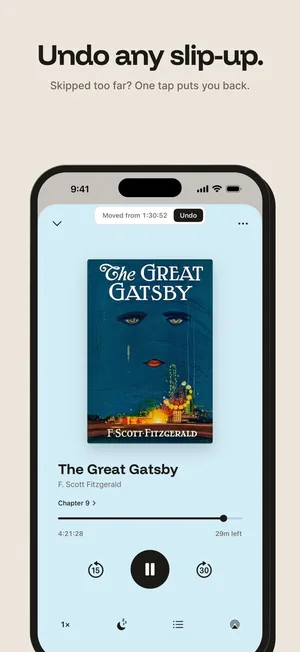 Undo any slip-up.
Skipped too far? One tap puts you back.
9:41
Moved from 1:30:52 Undo
The GREAT
GATSBY
F·SCOTT·FITZGERALD
The Great Gatsby
F. Scott Fitzgerald
Chapter 9
4:21:28 29m left
15 30
1×